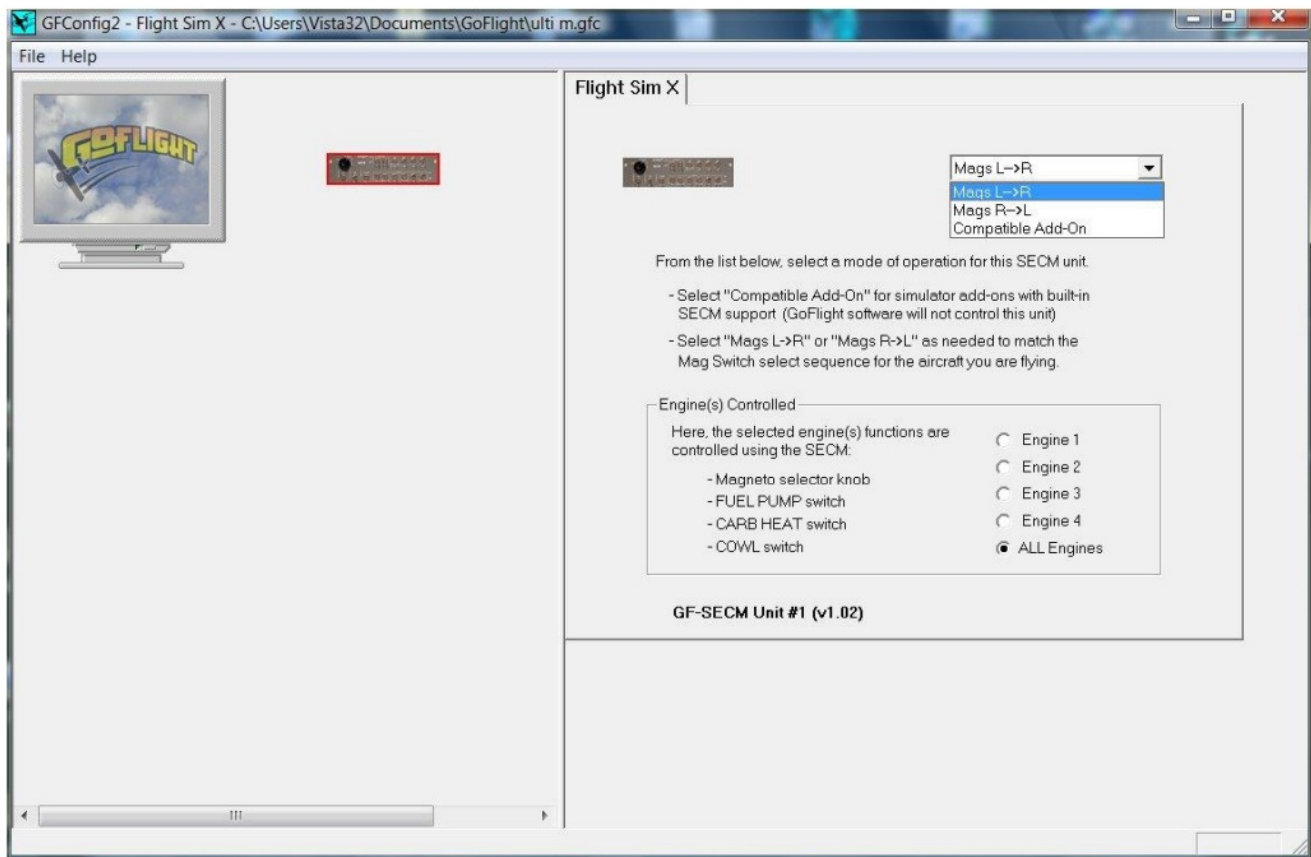 GFConfig2 - Flight Sim X - C:\Users\Vista32\Documents\GoFlight\ulti m.gfc
File Help
GOFLIGHT
Flight Sim X
Mags L->R
Mags L->R
Mags R->L
Compatible Add-On
From the list below, select a mode of operation for this SECM unit.
- Select "Compatible Add-On" for simulator add-ons with built-in
SECM support (GoFlight software will not control this unit)
- Select "Mags L->R" or "Mags R->L" as needed to match the
Mag Switch select sequence for the aircraft you are flying.
Engine(s) Controlled
Here, the selected engine(s) functions are
controlled using the SECM:
- Magneto selector knob
- FUEL PUMP switch
- CARB HEAT switch
- COWL switch
Engine 1
Engine 2
Engine 3
Engine 4
ALL Engines
GF-SECM Unit #1 (v1.02)